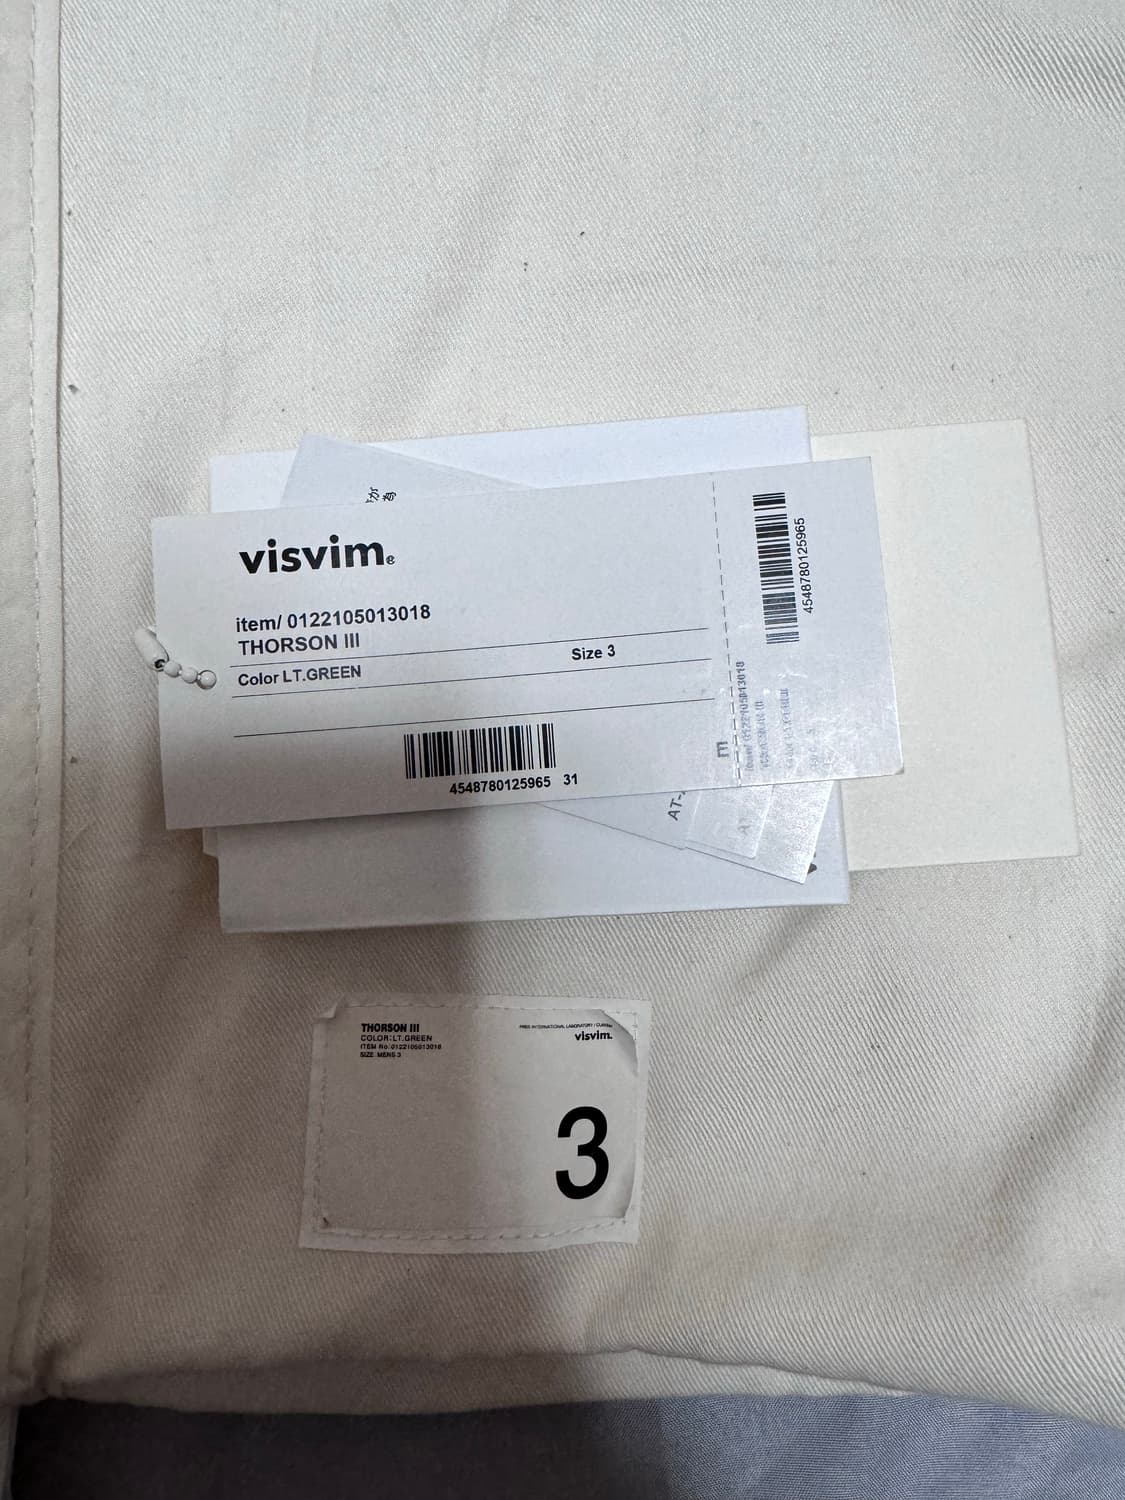 visvim®
item/ 0122105013018
THORSON III
Color LT.GREEN
Size 3
4548780125965 31
4548780125965
AT-
THORSON III
COLOR:LT.GREEN
ITEM No.0122105013018
SIZE MENS 3
visvim.
3